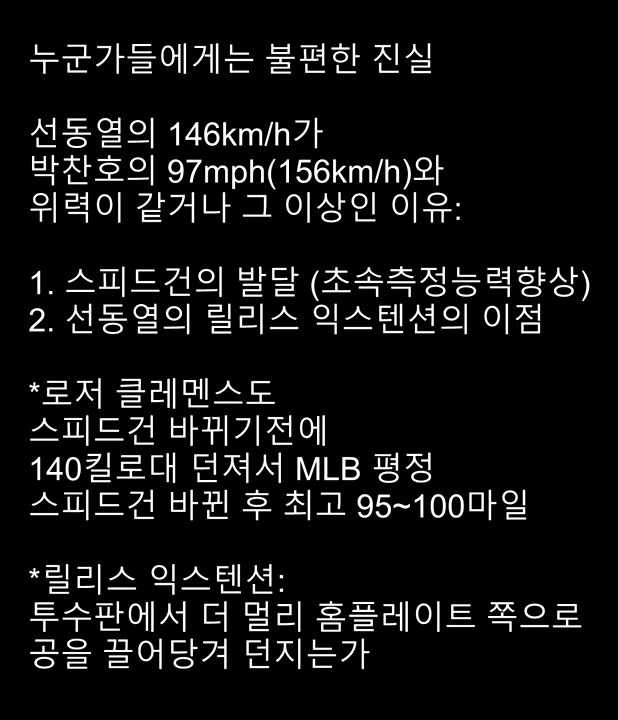 누군가들에게는 불편한 진실
선동열의 146km/h가
박찬호의 97mph(156km/h)와
위력이 같거나 그 이상인 이유:
1. 스피드건의 발달 (초속측정능력향상)
2. 선동열의 릴리스 익스텐션의 이점
*로저 클레멘스도
스피드건 바뀌기전에
140킬로대 던져서 MLB 평정
스피드건 바뀐 후 최고 95~100마일
*릴리스 익스텐션:
투수판에서 더 멀리 홈플레이트 쪽으로
공을 끌어당겨 던지는가